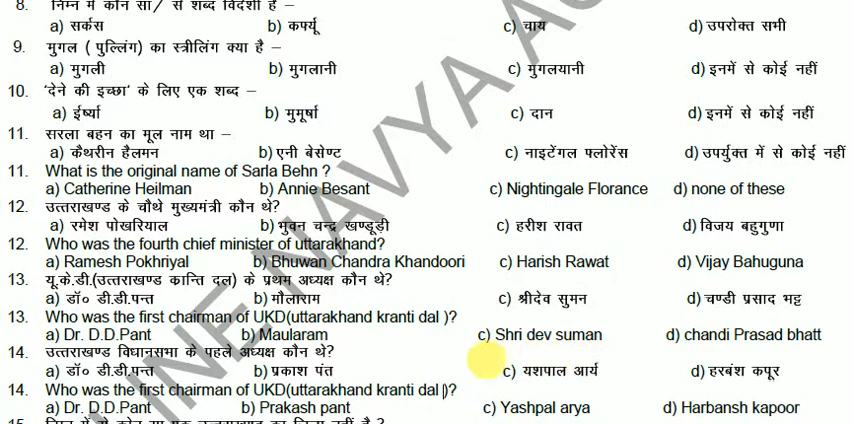 8. निम्न में कौन सा/ से शब्द विदेशी है –
a) सर्कस b) कर्फ्यू c) चाय d) उपरोक्त सभी
9. मुगल ( पुल्लिंग) का स्त्रीलिंग क्या है –
a) मुगली b) मुगलानी c) मुगलयानी d) इनमें से कोई नहीं
10. 'देने की इच्छा' के लिए एक शब्द –
a) ईर्ष्या b) मुमूर्षा c) दान d) इनमें से कोई नहीं
11. सरला बहन का मूल नाम था –
a) कैथरीन हैलमन b) एनी बेसेण्ट c) नाइटेंगल फ्लोरेंस d) उपर्युक्त में से कोई नहीं
11. What is the original name of Sarla Behn ?
a) Catherine Heilman b) Annie Besant c) Nightingale Florance d) none of these
12. उत्तराखण्ड के चौथे मुख्यमंत्री कौन थे?
a) रमेश पोखरियाल b) भुवन चन्द्र खण्डूड़ी c) हरीश रावत d) विजय बहुगुणा
12. Who was the fourth chief minister of uttarakhand?
a) Ramesh Pokhriyal b) Bhuwan Chandra Khandoori c) Harish Rawat d) Vijay Bahuguna
13. यू.के.डी.(उत्तराखण्ड कान्ति दल) के प्रथम अध्यक्ष कौन थे?
a) डॉ० डी.डी.पन्त b) मौलाराम c) श्रीदेव सुमन d) चण्डी प्रसाद भट्ट
13. Who was the first chairman of UKD(uttarakhand kranti dal )?
a) Dr. D.D.Pant b) Maularam c) Shri dev suman d) chandi Prasad bhatt
14. उत्तराखण्ड विधानसभा के पहले अध्यक्ष कौन थे?
a) डॉ० डी.डी.पन्त b) प्रकाश पंत c) यशपाल आर्य d) हरबंश कपूर
14. Who was the first chairman of UKD(uttarakhand kranti dal )?
a) Dr. D.D.Pant b) Prakash pant c) Yashpal arya d) Harbansh kapoor
LINE NAVYA A